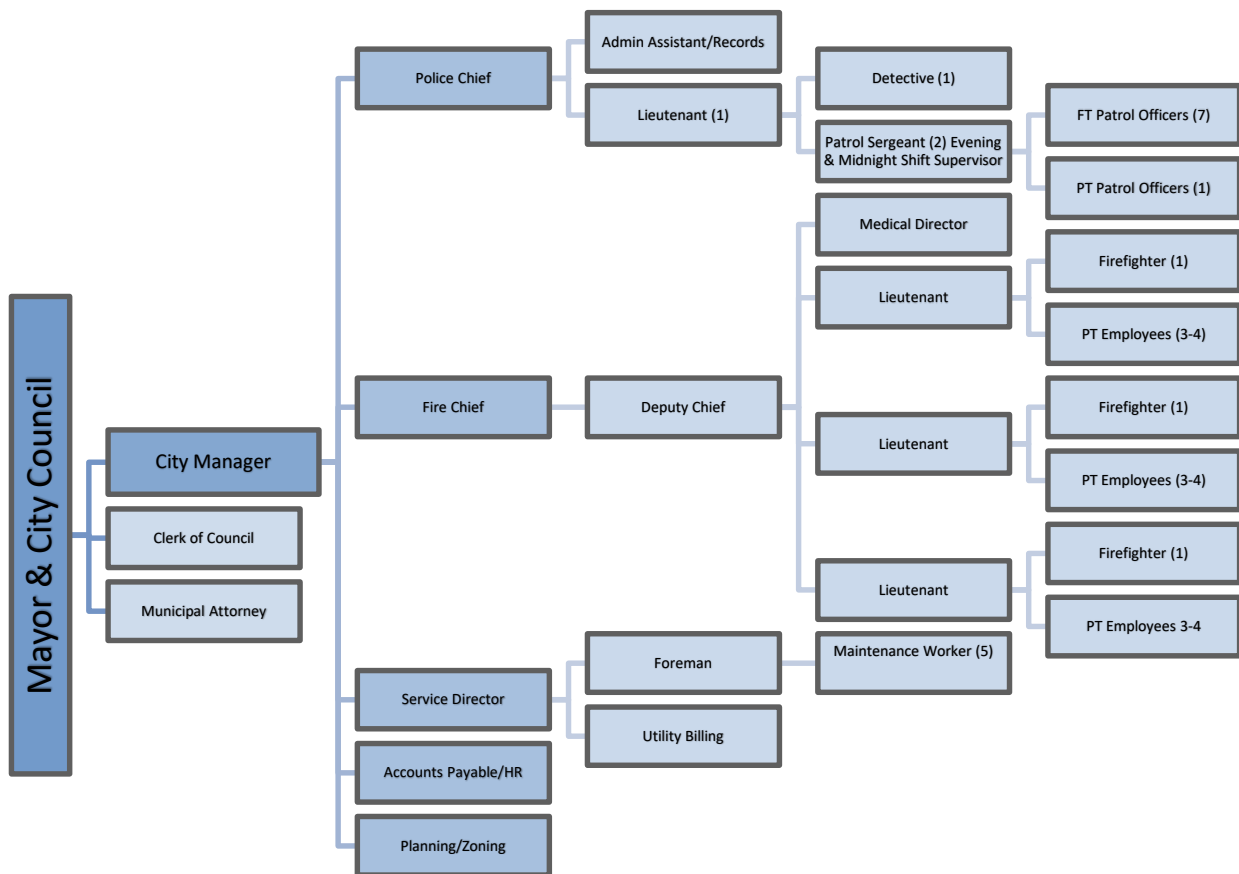 Mayor & City Council
City Manager
Clerk of Council
Municipal Attorney
Police Chief
Admin Assistant/Records
Lieutenant (1)
Detective (1)
Patrol Sergeant (2) Evening
& Midnight Shift Supervisor
FT Patrol Officers (7)
PT Patrol Officers (1)
Fire Chief
Deputy Chief
Medical Director
Lieutenant
Firefighter (1)
PT Employees (3-4)
Lieutenant
Firefighter (1)
PT Employees (3-4)
Lieutenant
Firefighter (1)
PT Employees 3-4
Service Director
Foreman
Maintenance Worker (5)
Utility Billing
Accounts Payable/HR
Planning/Zoning